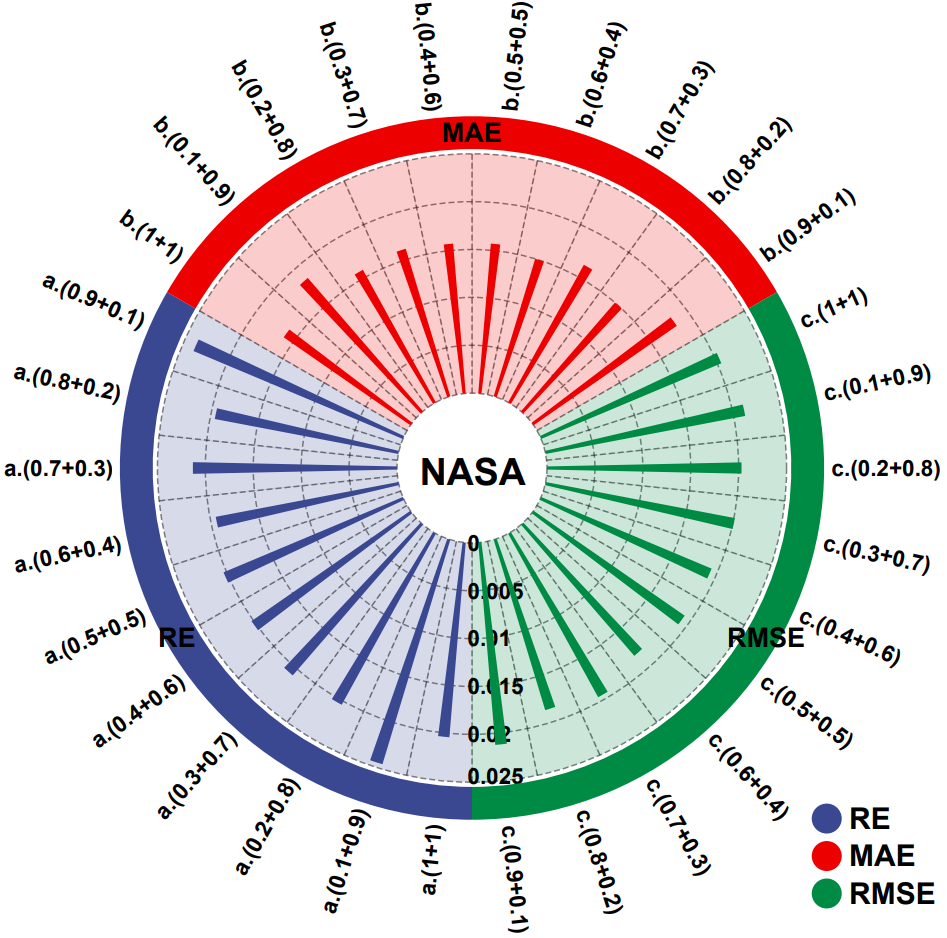 b.(1+1)
b.(0.1+0.9)
b.(0.2+0.8)
b.(0.3+0.7)
b.(0.4+0.6)
b.(0.5+0.5)
b.(0.6+0.4)
b.(0.7+0.3)
b.(0.8+0.2)
b.(0.9+0.1)
MAE
c.(1+1)
c.(0.1+0.9)
c.(0.2+0.8)
c.(0.3+0.7)
c.(0.4+0.6)
c.(0.5+0.5)
c.(0.6+0.4)
c.(0.7+0.3)
c.(0.8+0.2)
c.(0.9+0.1)
RMSE
a.(1+1)
a.(0.1+0.9)
a.(0.2+0.8)
a.(0.3+0.7)
a.(0.4+0.6)
a.(0.5+0.5)
a.(0.6+0.4)
a.(0.7+0.3)
a.(0.8+0.2)
a.(0.9+0.1)
RE
NASA
0
0.005
0.01
0.015
0.02
0.025
RE
MAE
RMSE